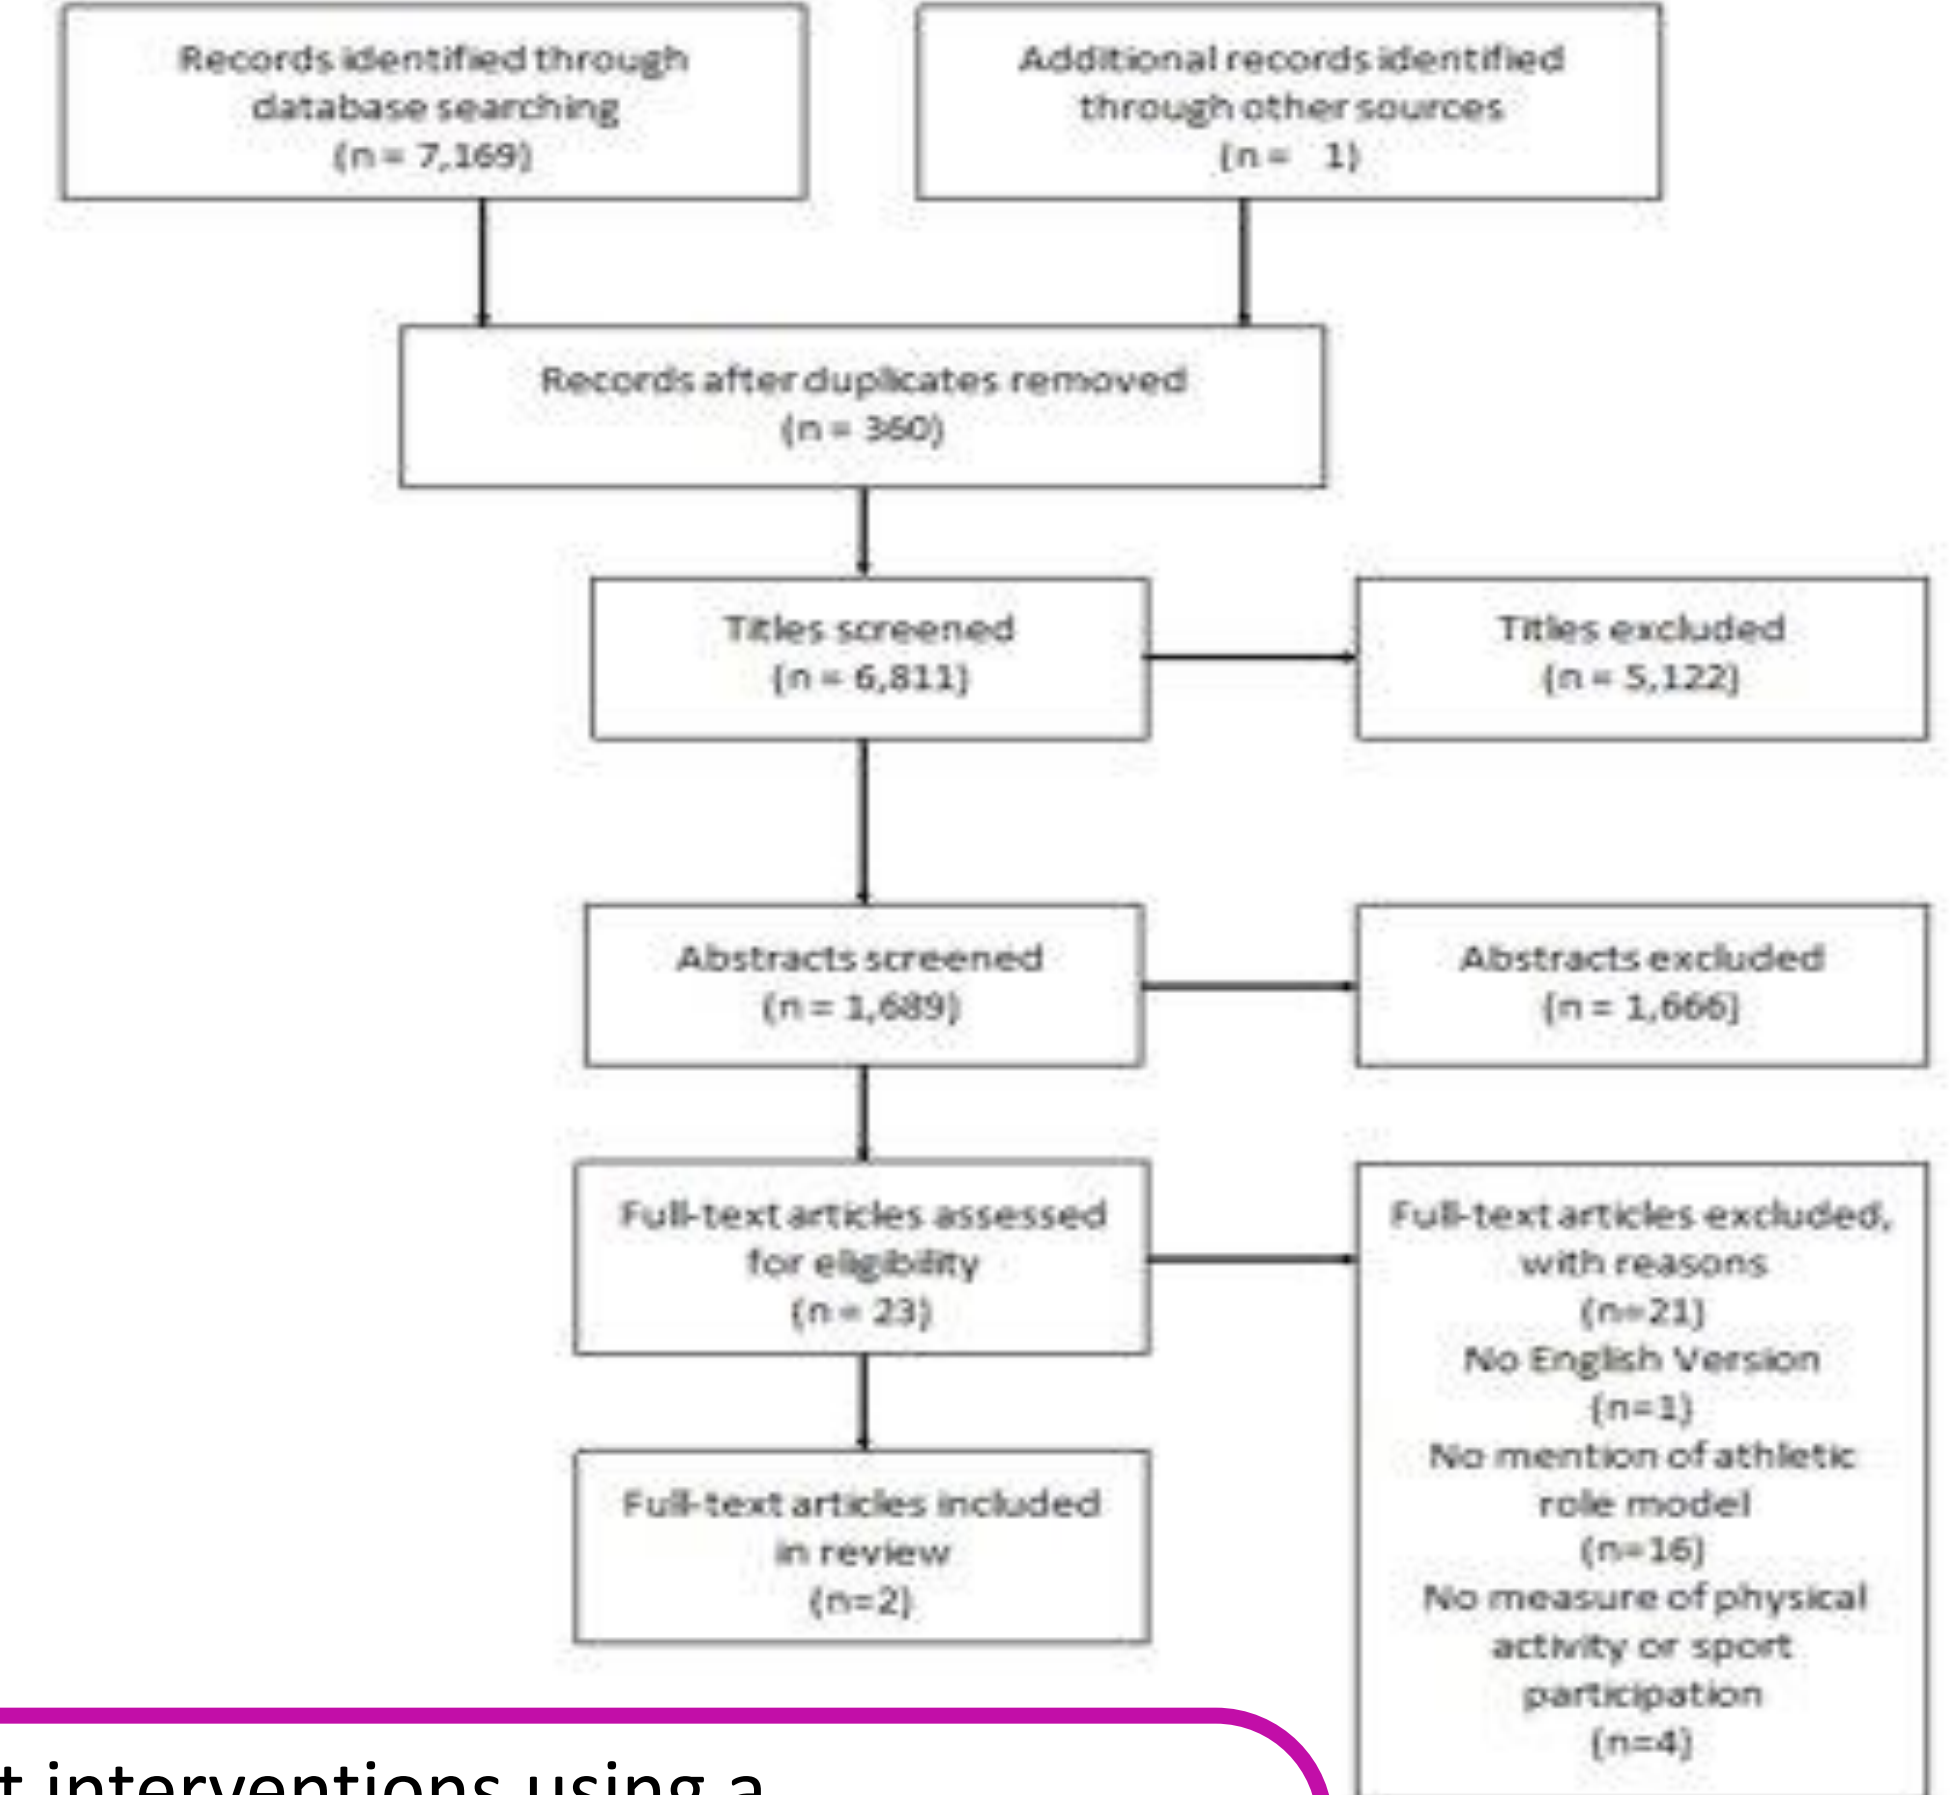 Records identified through
database searching
(n = 7,169)
Additional records identified
through other sources
(n = 1)
Records after duplicates removed
(n = 360)
Titles screened
(n = 6,811)
Titles excluded
(n = 5,122)
Abstracts screened
(n = 1,689)
Abstracts excluded
(n = 1,666)
Full-text articles assessed
for eligibility
(n = 23)
Full-text articles excluded,
with reasons
(n=21)
No English Version
(n=1)
No mention of athletic
role model
(n=16)
No measure of physical
activity or sport
participation
(n=4)
Full-text articles included
in review
(n=2)
t interventions using a